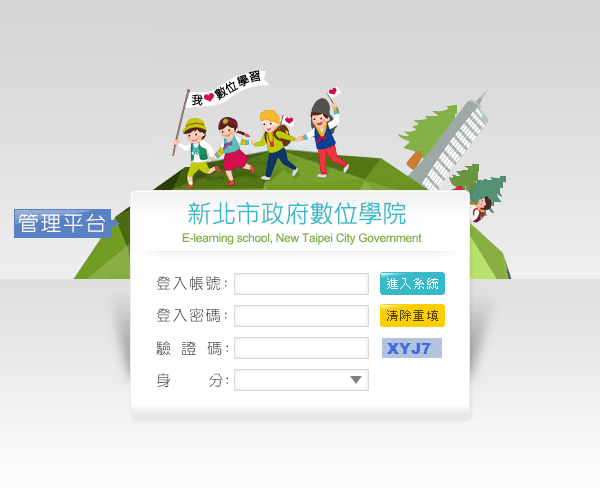 我❤數位學習
管理平台
新北市政府數位學院
E-learning school, New Taipei City Government
登入帳號:
進入系統
登入密碼:
清除重填
驗證碼:
XYJ7
身分: